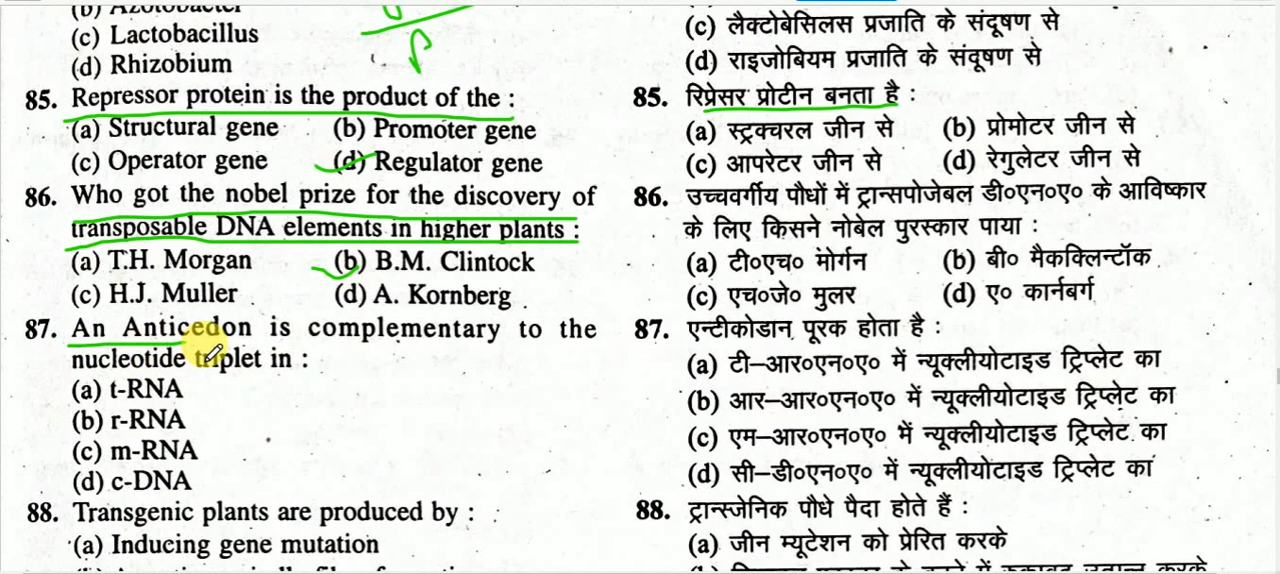 (b) Azotobacter
(c) Lactobacillus
(d) Rhizobium
85. Repressor protein is the product of the :
(a) Structural gene (b) Promoter gene
(c) Operator gene (d) Regulator gene
86. Who got the nobel prize for the discovery of
transposable DNA elements in higher plants :
(a) T.H. Morgan (b) B.M. Clintock
(c) H.J. Muller (d) A. Kornberg
87. An Anticedon is complementary to the
nucleotide triplet in :
(a) t-RNA
(b) r-RNA
(c) m-RNA
(d) c-DNA
88. Transgenic plants are produced by :
(a) Inducing gene mutation
(c) लैक्टोबेसिलस प्रजाति के संदूषण से
(d) राइजोबियम प्रजाति के संदूषण से
85. रिप्रेसर प्रोटीन बनता है :
(a) स्ट्रक्चरल जीन से (b) प्रोमोटर जीन से
(c) आपरेटर जीन से (d) रेगुलेटर जीन से
86. उच्चवर्गीय पौधों में ट्रान्सपोजेबल डी०एन०ए० के आविष्कार
के लिए किसने नोबेल पुरस्कार पाया :
(a) टी०एच० मोर्गन (b) बी० मैकक्लिन्टॉक
(c) एच०जे० मुलर (d) ए० कार्नबर्ग
87. एन्टीकोडान पूरक होता है :
(a) टी–आर०एन०ए० में न्यूक्लीयोटाइड ट्रिप्लेट का
(b) आर–आर०एन०ए० में न्यूक्लीयोटाइड ट्रिप्लेट का
(c) एम–आर०एन०ए० में न्यूक्लीयोटाइड ट्रिप्लेट का
(d) सी–डी०एन०ए० में न्यूक्लीयोटाइड ट्रिप्लेट का
88. ट्रान्स्जेनिक पौधे पैदा होते हैं :
(a) जीन म्यूटेशन को प्रेरित करके